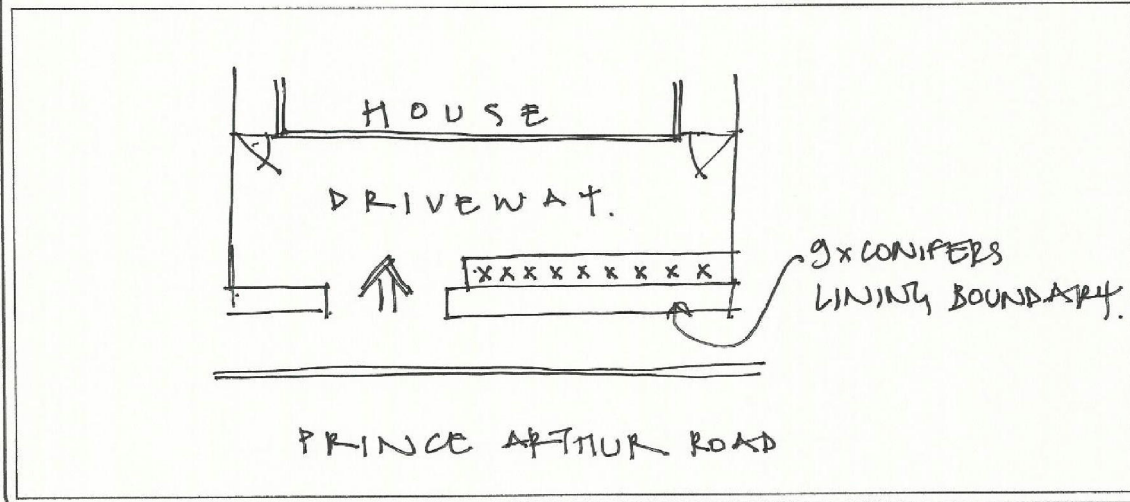 HOUSE
DRIVEWAY.
x x x x x x x x x
9x CONIFERS
LINING BOUNDARY.
PRINCE ARTHUR ROAD